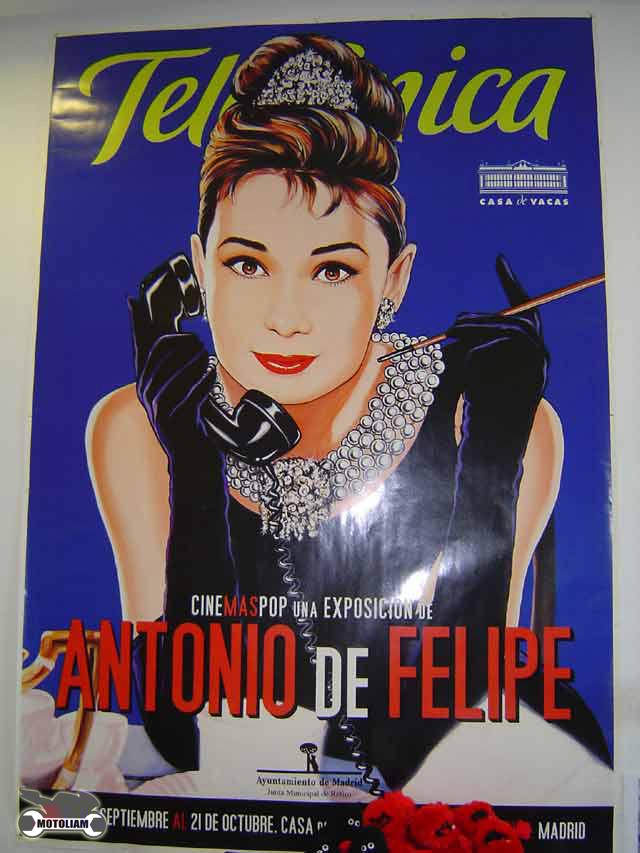 Tel nica
CASA de VACAS
CINEMASPOP UNA EXPOSICIÓN DE
ANTONIO DE FELIPE
Ayuntamiento de Madrid
Junta Municipal de Retiro
SEPTIEMBRE AL 21 DE OCTUBRE. CASA MADRID
MOTOLIAM